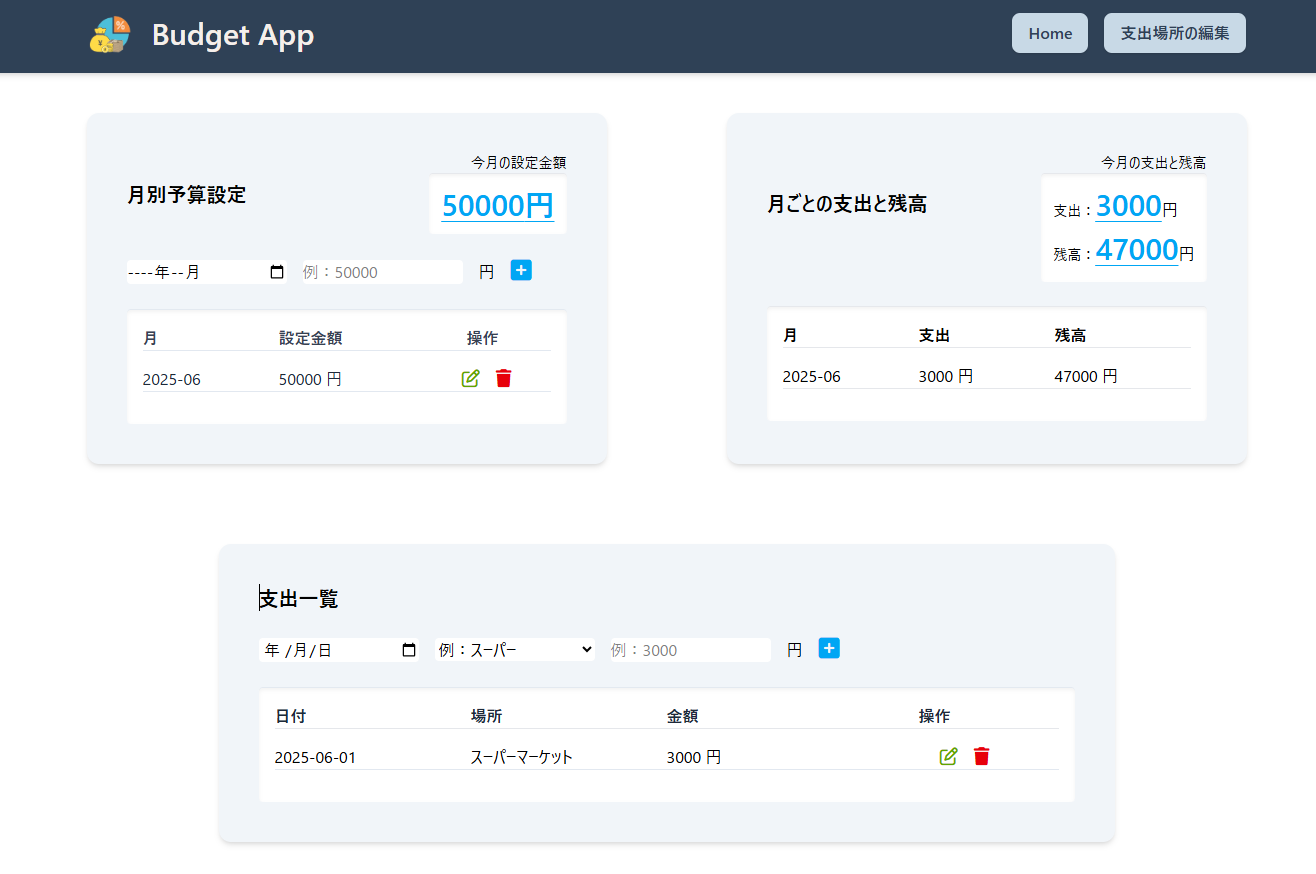 Budget App
Home
支出場所の編集
今月の設定金額
月別予算設定
50000円
----年--月
例：50000
円
月 設定金額 操作
2025-06 50000 円
今月の支出と残高
月ごとの支出と残高
支出：3000円
残高：47000円
月 支出 残高
2025-06 3000 円 47000 円
支出一覧
年 /月/日
例：スーパー
例：3000
円
日付 場所 金額 操作
2025-06-01 スーパーマーケット 3000 円